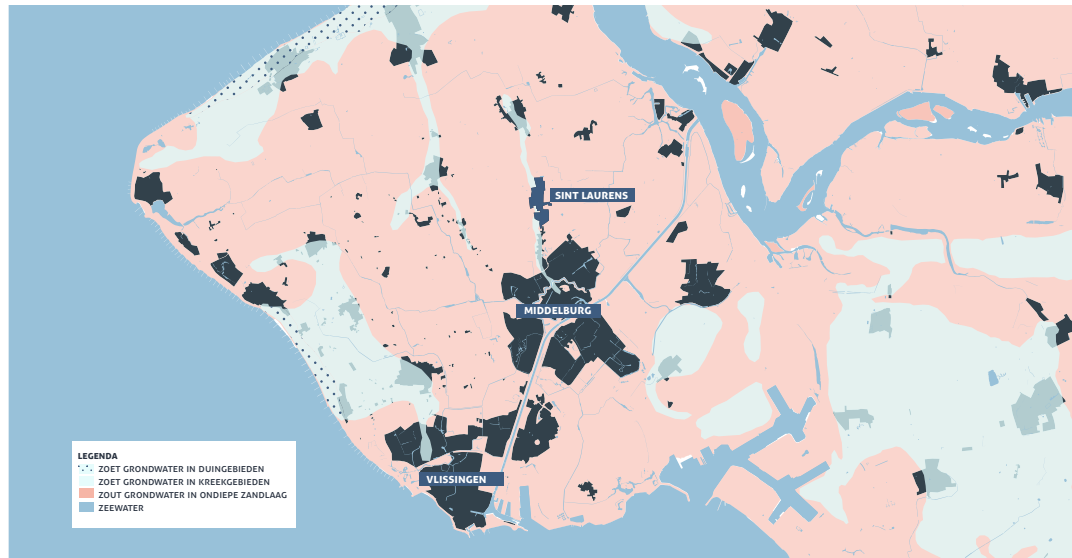 SINT LAURENS
MIDDELBURG
VLISSINGEN
LEGENDA
ZOET GRONDWATER IN DUINGEBIEDEN
ZOET GRONDWATER IN KREEKGEBIEDEN
ZOUT GRONDWATER IN ONDIEPE ZANDLAAG
ZEEWATER